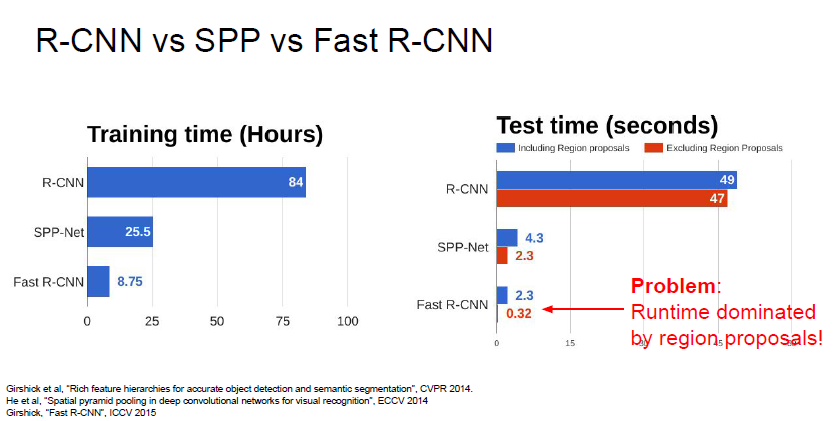 R-CNN vs SPP vs Fast R-CNN
Training time (Hours)
R-CNN
84
SPP-Net
25.5
Fast R-CNN
8.75
0 25 50 75 100
Test time (seconds)
Including Region proposals Excluding Region Proposals
R-CNN
49
47
SPP-Net
4.3
2.3
Fast R-CNN
2.3
0.32
0 15 45
Problem:
Runtime dominated
by region proposals!
Girshick et al, "Rich feature hierarchies for accurate object detection and semantic segmentation", CVPR 2014.
He et al, "Spatial pyramid pooling in deep convolutional networks for visual recognition", ECCV 2014
Girshick, "Fast R-CNN", ICCV 2015